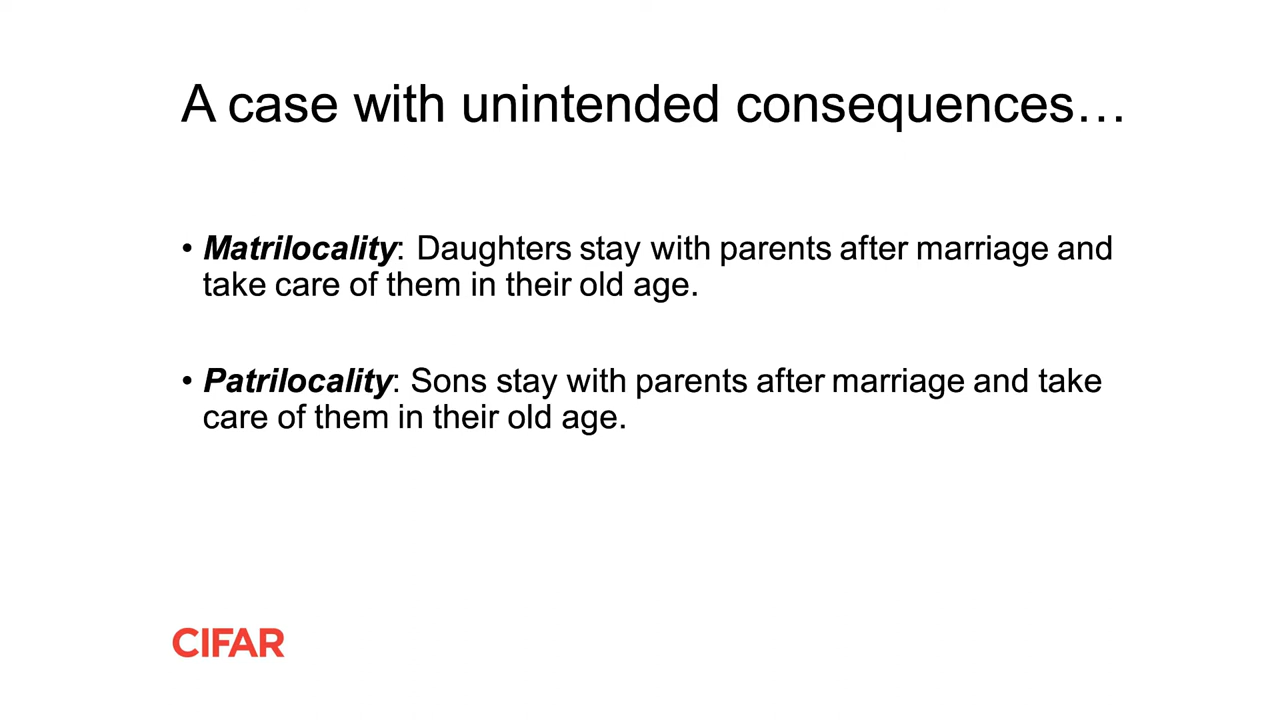 A case with unintended consequences…
• Matrilocality: Daughters stay with parents after marriage and
take care of them in their old age.
• Patrilocality: Sons stay with parents after marriage and take
care of them in their old age.
CIFAR